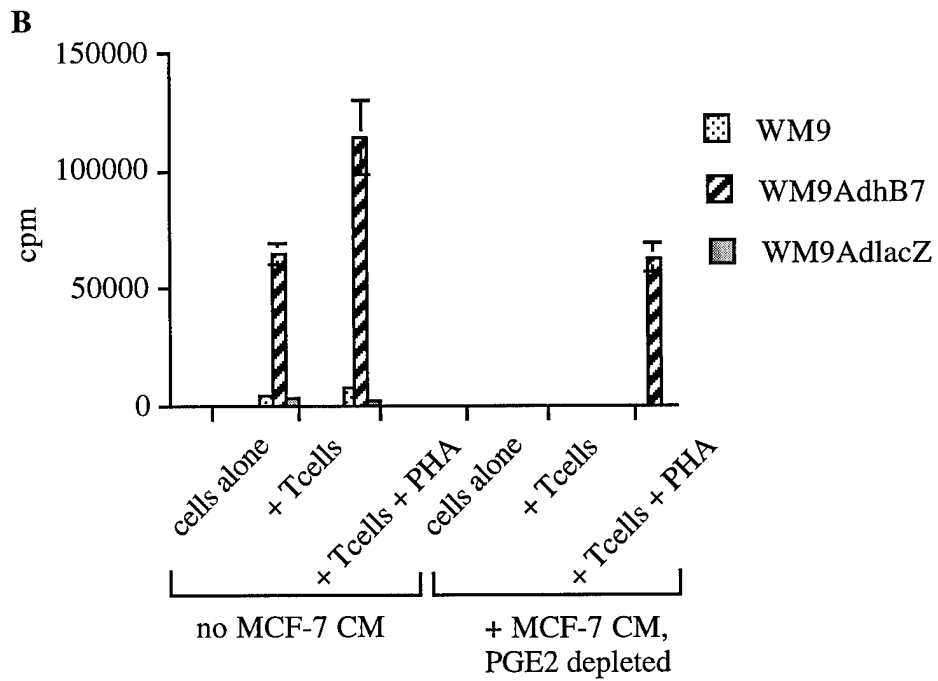 B
150000
100000
50000
0
cpm
WM9
WM9AdhB7
WM9AdlacZ
cells alone
+ Tcells
+ Tcells + PHA
cells alone
+ Tcells
+ Tcells + PHA
no MCF-7 CM
+ MCF-7 CM,
PGE2 depleted